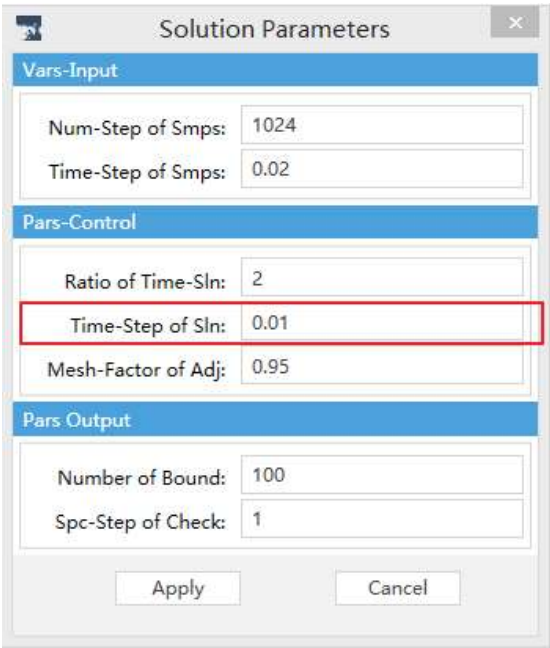 Solution Parameters
Vars-Input
Num-Step of Smps: 1024
Time-Step of Smps: 0.02
Pars-Control
Ratio of Time-Sln: 2
Time-Step of Sln: 0.01
Mesh-Factor of Adj: 0.95
Pars Output
Number of Bound: 100
Spc-Step of Check: 1
Apply Cancel